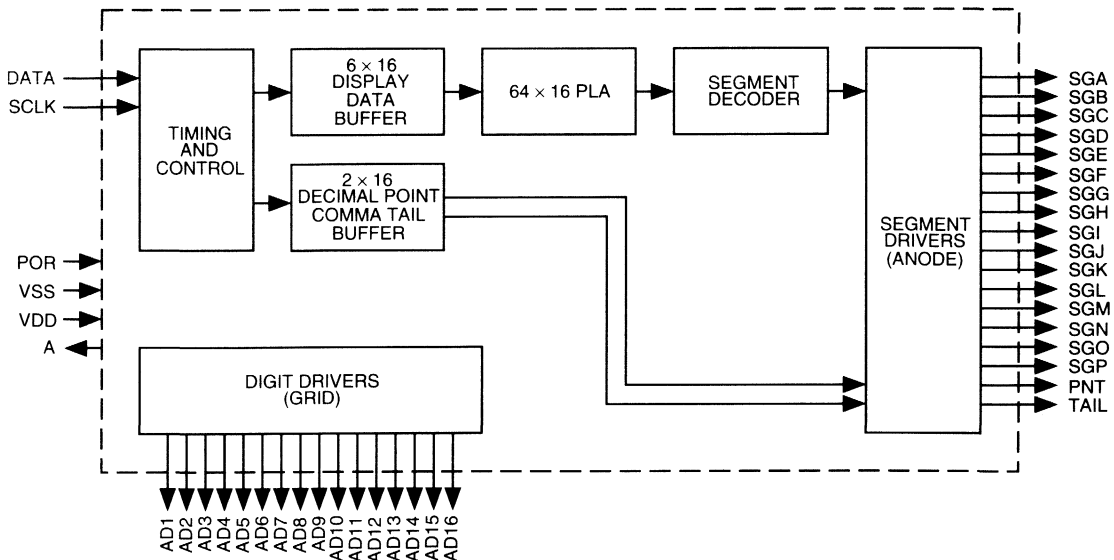 DATA
SCLK
POR
VSS
VDD
A
TIMING
AND
CONTROL
6 × 16
DISPLAY
DATA
BUFFER
64 × 16 PLA
SEGMENT
DECODER
2 × 16
DECIMAL POINT
COMMA TAIL
BUFFER
SEGMENT
DRIVERS
(ANODE)
DIGIT DRIVERS
(GRID)
SGA
SGB
SGC
SGD
SGE
SGF
SGG
SGH
SGI
SGJ
SGK
SGL
SGM
SGN
SGO
SGP
PNT
TAIL
AD1
AD2
AD3
AD4
AD5
AD6
AD7
AD8
AD9
AD10
AD11
AD12
AD13
AD14
AD15
AD16